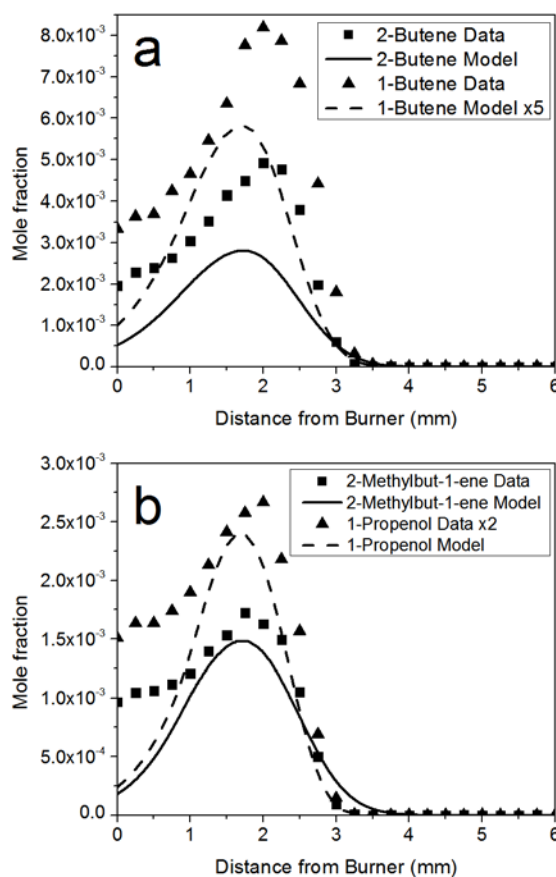 a
8.0x10⁻³
7.0x10⁻³
6.0x10⁻³
5.0x10⁻³
4.0x10⁻³
3.0x10⁻³
2.0x10⁻³
1.0x10⁻³
0.0
Mole fraction
2-Butene Data
2-Butene Model
1-Butene Data
1-Butene Model x5
0 1 2 3 4 5 6
Distance from Burner (mm)
b
3.0x10⁻³
2.5x10⁻³
2.0x10⁻³
1.5x10⁻³
1.0x10⁻³
5.0x10⁻⁴
0.0
Mole fraction
2-Methylbut-1-ene Data
2-Methylbut-1-ene Model
1-Propenol Data x2
1-Propenol Model
0 1 2 3 4 5 6
Distance from Burner (mm)